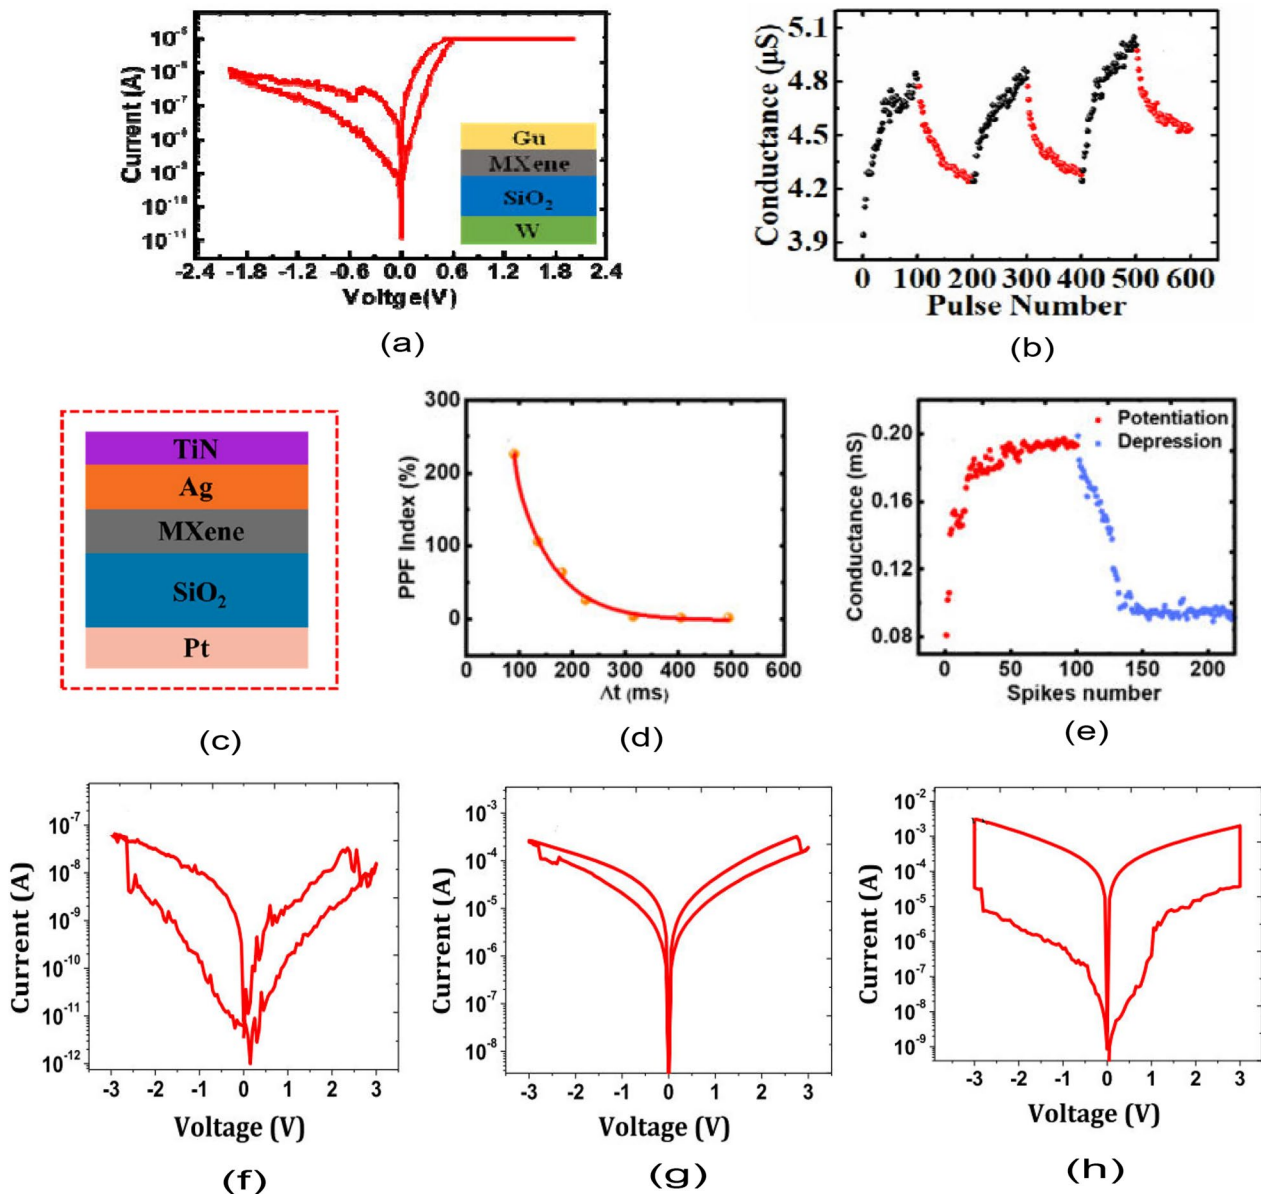 10⁻⁵
10⁻⁶
10⁻⁷
10⁻⁸
10⁻⁹
10⁻¹⁰
10⁻¹¹
Current (A)
-2.4 -1.8 -1.2 -0.6 0.0 0.6 1.2 1.8 2.4
Voltge(V)
Gu
MXene
SiO₂
W
(a)
5.1
4.8
4.5
4.2
3.9
Conductance (µS)
0 100 200 300 400 500 600
Pulse Number
(b)
TiN
Ag
MXene
SiO₂
Pt
(c)
300
200
100
0
PPF Index (%)
0 100 200 300 400 500 600
Δt (ms)
(d)
Potentiation
Depression
0.20
0.16
0.12
0.08
Conductance (mS)
0 50 100 150 200
Spikes number
(e)
10⁻⁷
10⁻⁸
10⁻⁹
10⁻¹⁰
10⁻¹¹
10⁻¹²
Current (A)
-3 -2 -1 0 1 2 3
Voltage (V)
(f)
10⁻³
10⁻⁴
10⁻⁵
10⁻⁶
10⁻⁷
10⁻⁸
Current (A)
-3 -2 -1 0 1 2 3
Voltage (V)
(g)
10⁻²
10⁻³
10⁻⁴
10⁻⁵
10⁻⁶
10⁻⁷
10⁻⁸
10⁻⁹
Current (A)
-3 -2 -1 0 1 2 3
Voltage (V)
(h)